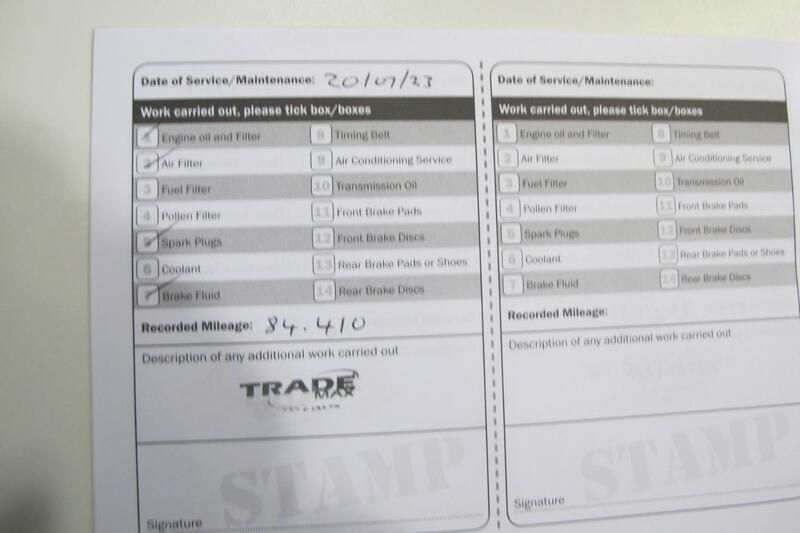 Date of Service/Maintenance: 20/07/23
Work carried out, please tick box/boxes
1 Engine oil and Filter 8 Timing Belt
2 Air Filter 9 Air Conditioning Service
3 Fuel Filter 10 Transmission Oil
4 Pollen Filter 11 Front Brake Pads
5 Spark Plugs 12 Front Brake Discs
6 Coolant 13 Rear Brake Pads or Shoes
7 Brake Fluid 14 Rear Brake Discs
Recorded Mileage: 84.410
Description of any additional work carried out
TRADE
MAX
STAMP
Signature
Date of Service/Maintenance:
Work carried out, please tick box/boxes
1 Engine oil and Filter 8 Timing Belt
2 Air Filter 9 Air Conditioning Service
3 Fuel Filter 10 Transmission Oil
4 Pollen Filter 11 Front Brake Pads
5 Spark Plugs 12 Front Brake Discs
6 Coolant 13 Rear Brake Pads or Shoes
7 Brake Fluid 14 Rear Brake Discs
Recorded Mileage:
Description of any additional work carried out
STAMP
Signature